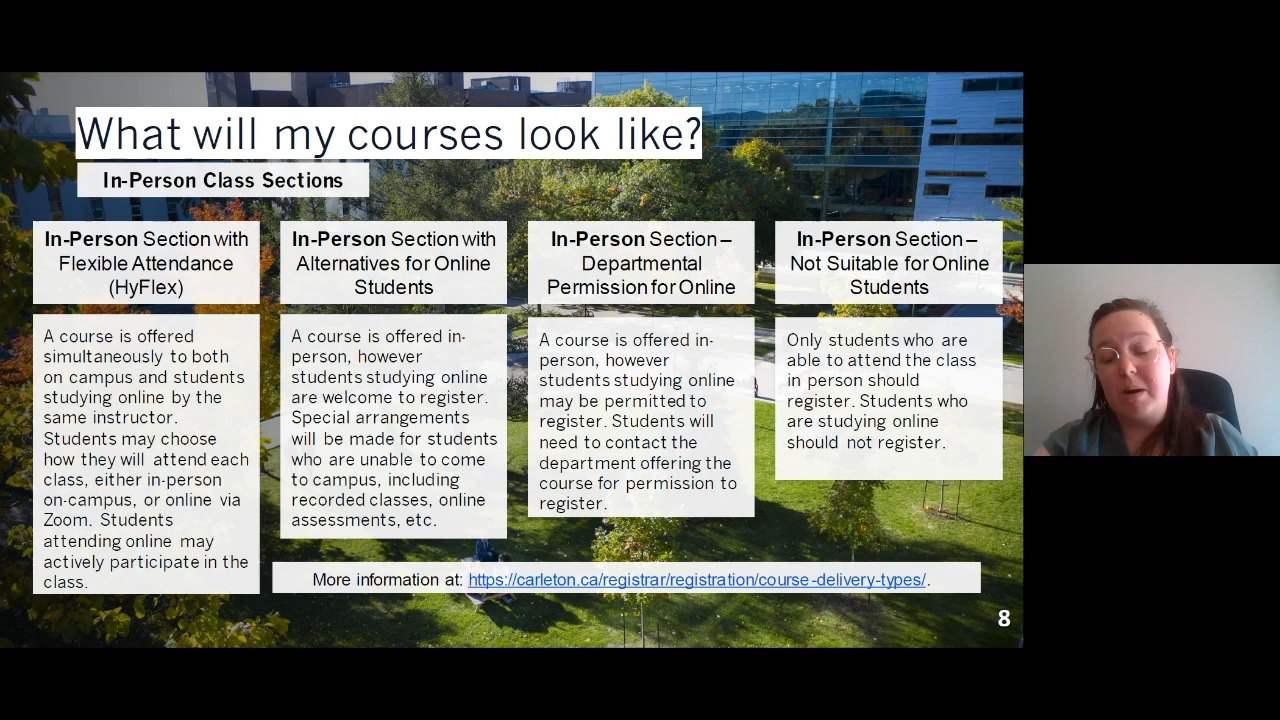 What will my courses look like?
In-Person Class Sections
In-Person Section with
Flexible Attendance
(HyFlex)
A course is offered
simultaneously to both
on campus and students
studying online by the
same instructor.
Students may choose
how they will attend each
class, either in-person
on-campus, or online via
Zoom. Students
attending online may
actively participate in the
class.
In-Person Section with
Alternatives for Online
Students
A course is offered in-
person, however
students studying online
are welcome to register.
Special arrangements
will be made for students
who are unable to come
to campus, including
recorded classes, online
assessments, etc.
In-Person Section –
Departmental
Permission for Online
A course is offered in-
person, however
students studying online
may be permitted to
register. Students will
need to contact the
department offering the
course for permission to
register.
In-Person Section –
Not Suitable for Online
Students
Only students who are
able to attend the class
in person should
register. Students who
are studying online
should not register.
More information at: https://carleton.ca/registrar/registration/course-delivery-types/.
8